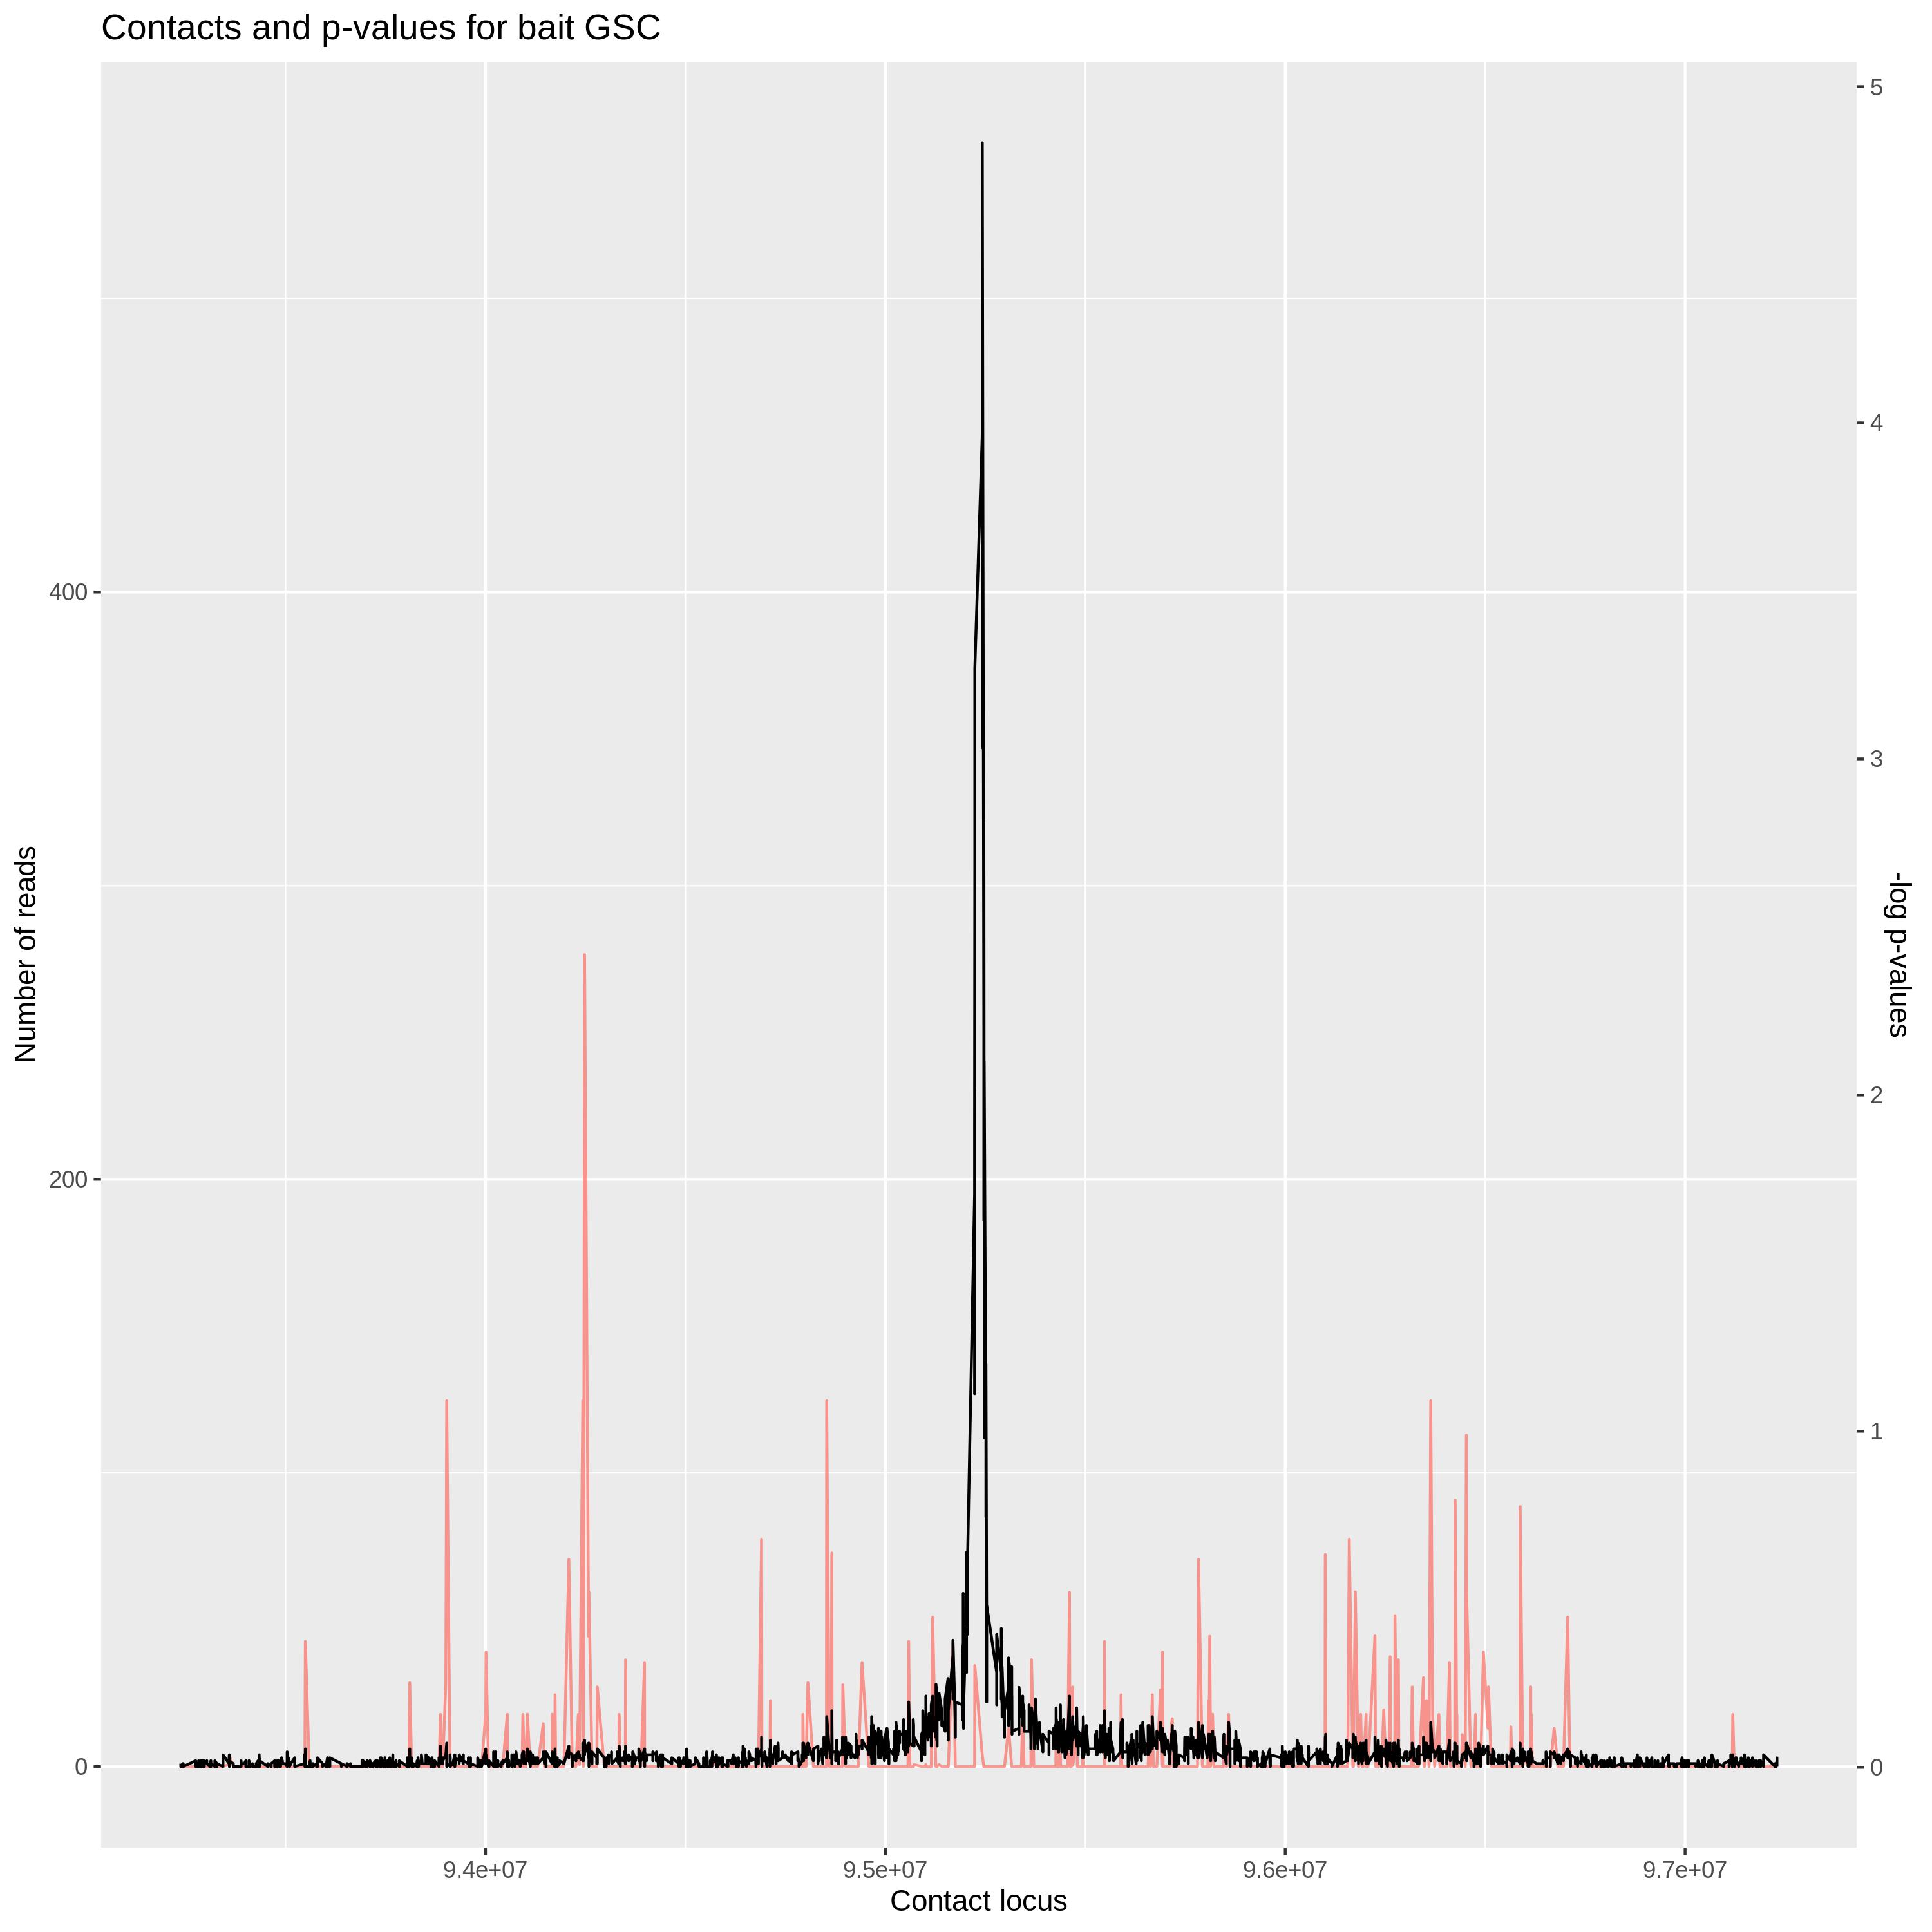 Contacts and p-values for bait GSC
Number of reads
400
200
0
5
4
3
2
1
0
-log p-values
9.4e+07
9.5e+07
9.6e+07
9.7e+07
Contact locus